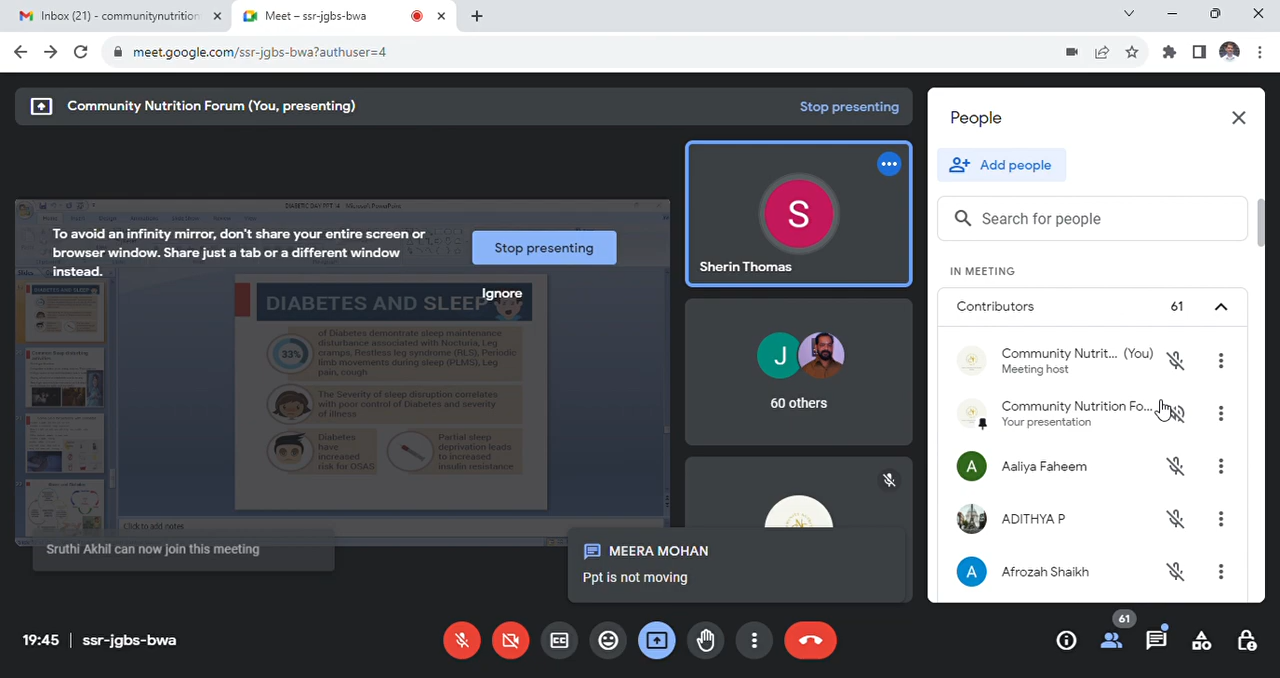 Inbox (21) - communitynutrition
Meet – ssr-jgbs-bwa
meet.google.com/ssr-jgbs-bwa?authuser=4
Community Nutrition Forum (You, presenting)
Stop presenting
DIABETIC DAY PPT 14 - Microsoft PowerPoint
To avoid an infinity mirror, don't share your entire screen or
browser window. Share just a tab or a different window
instead.
Stop presenting
Ignore
Slides
DIABETES AND SLEEP
33%
of Diabetes demonstrate sleep maintenance
disturbance associated with Nocturia, Leg
cramps, Restless leg syndrome (RLS), Periodic
limb movements during sleep (PLMS), Leg
pain, cough
The Severity of sleep disruption correlates
with poor control of Diabetes and severity
of illness
Diabetes
have
increased
risk for OSAS
Partial sleep
deprivation leads
to increased
insulin resistance
Click to add notes
Sruthi Akhil can now join this meeting
S
Sherin Thomas
J
60 others
MEERA MOHAN
Ppt is not moving
People
Add people
Search for people
IN MEETING
Contributors 61
Community Nutrit... (You)
Meeting host
Community Nutrition Fo...
Your presentation
A Aaliya Faheem
ADITHYA P
A Afrozah Shaikh
19:45 | ssr-jgbs-bwa
61